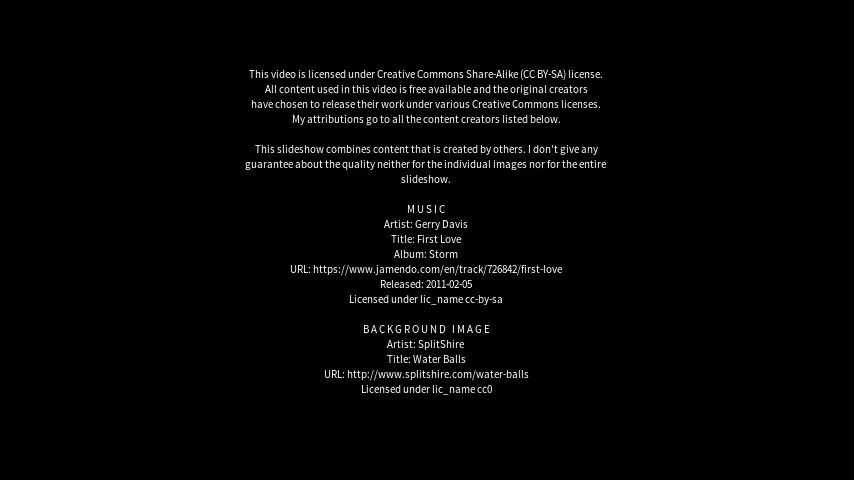 This video is licensed under Creative Commons Share-Alike (CC BY-SA) license.
All content used in this video is free available and the original creators
have chosen to release their work under various Creative Commons licenses.
My attributions go to all the content creators listed below.
This slideshow combines content that is created by others. I don't give any
guarantee about the quality neither for the individual images nor for the entire
slideshow.
MUSIC
Artist: Gerry Davis
Title: First Love
Album: Storm
URL: https://www.jamendo.com/en/track/726842/first-love
Released: 2011-02-05
Licensed under lic_name cc-by-sa
BACKGROUND IMAGE
Artist: SplitShire
Title: Water Balls
URL: http://www.splitshire.com/water-balls
Licensed under lic_name cc0